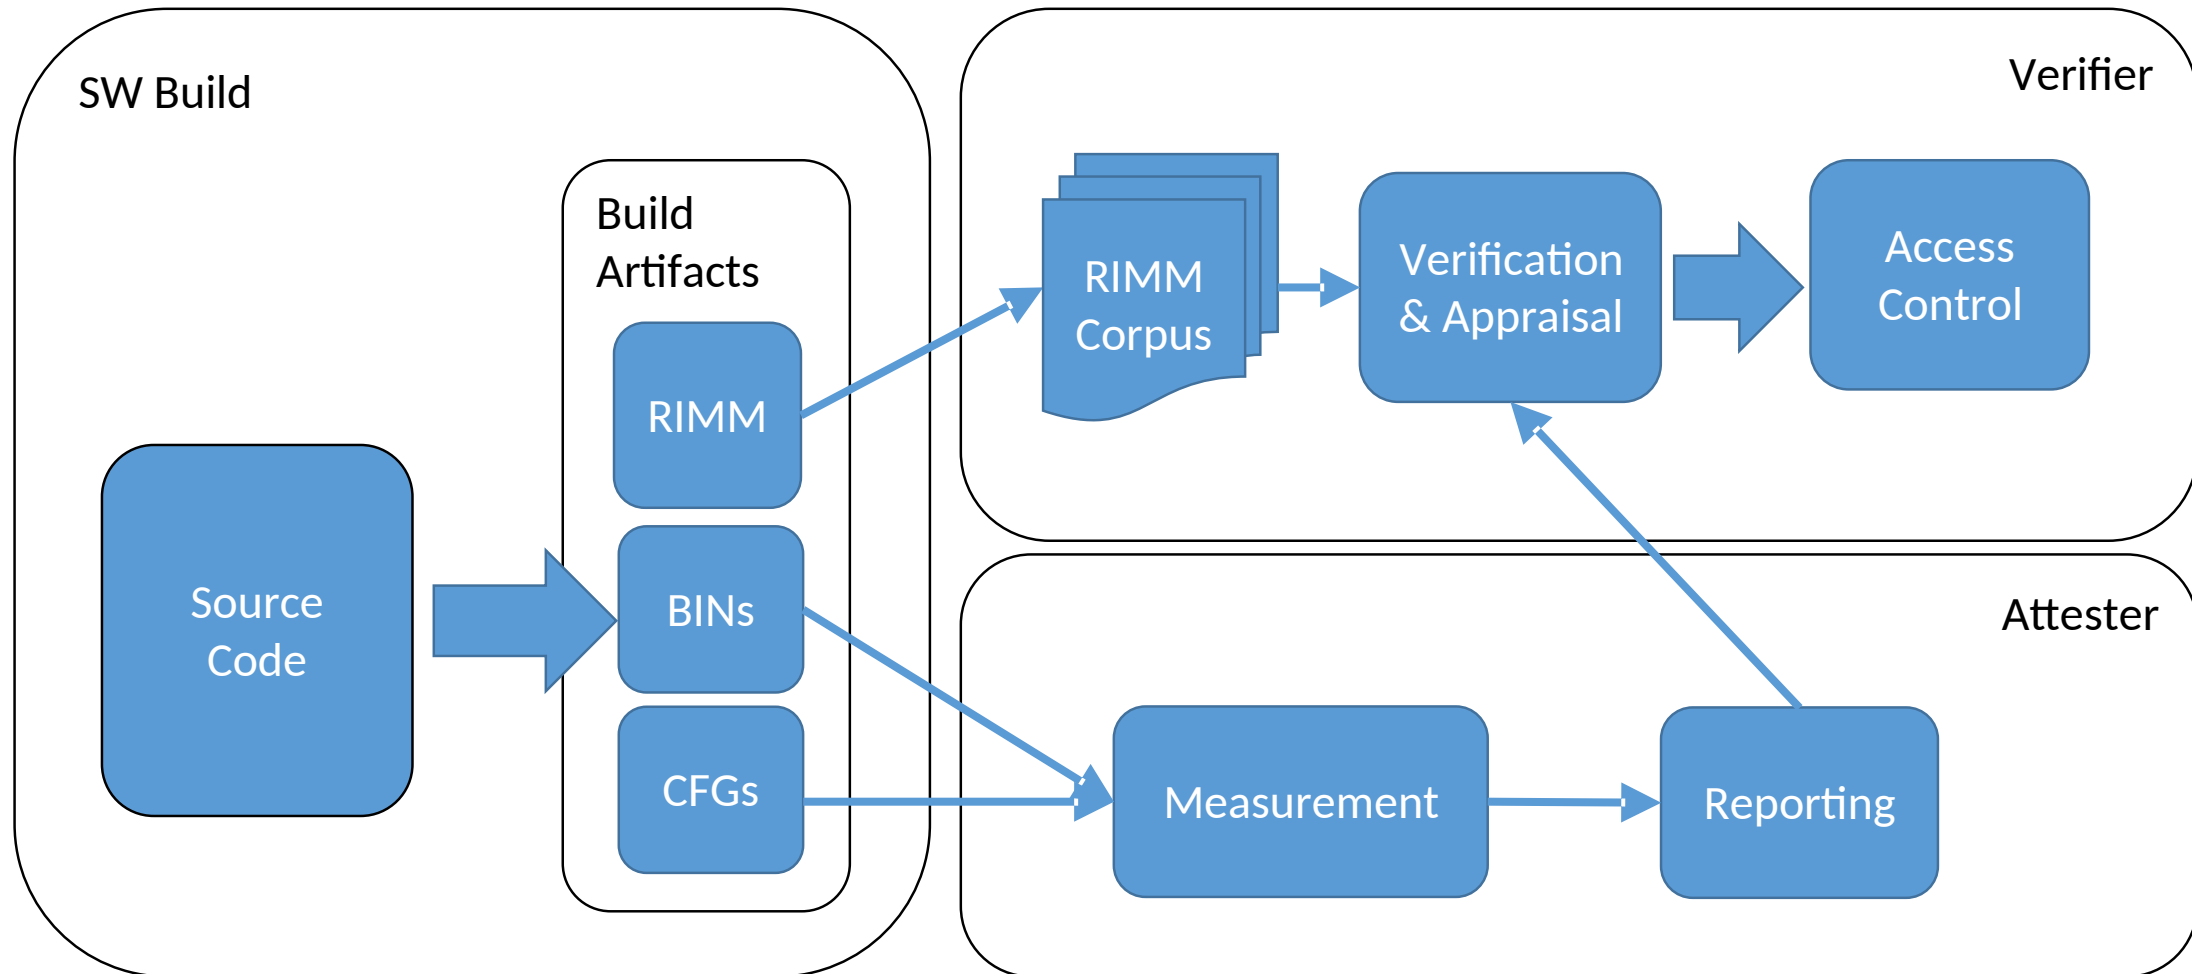 SW Build
Build
Artifacts
RIMM
BINs
CFGs
Source
Code
Verifier
RIMM
Corpus
Verification
& Appraisal
Access
Control
Attester
Measurement
Reporting